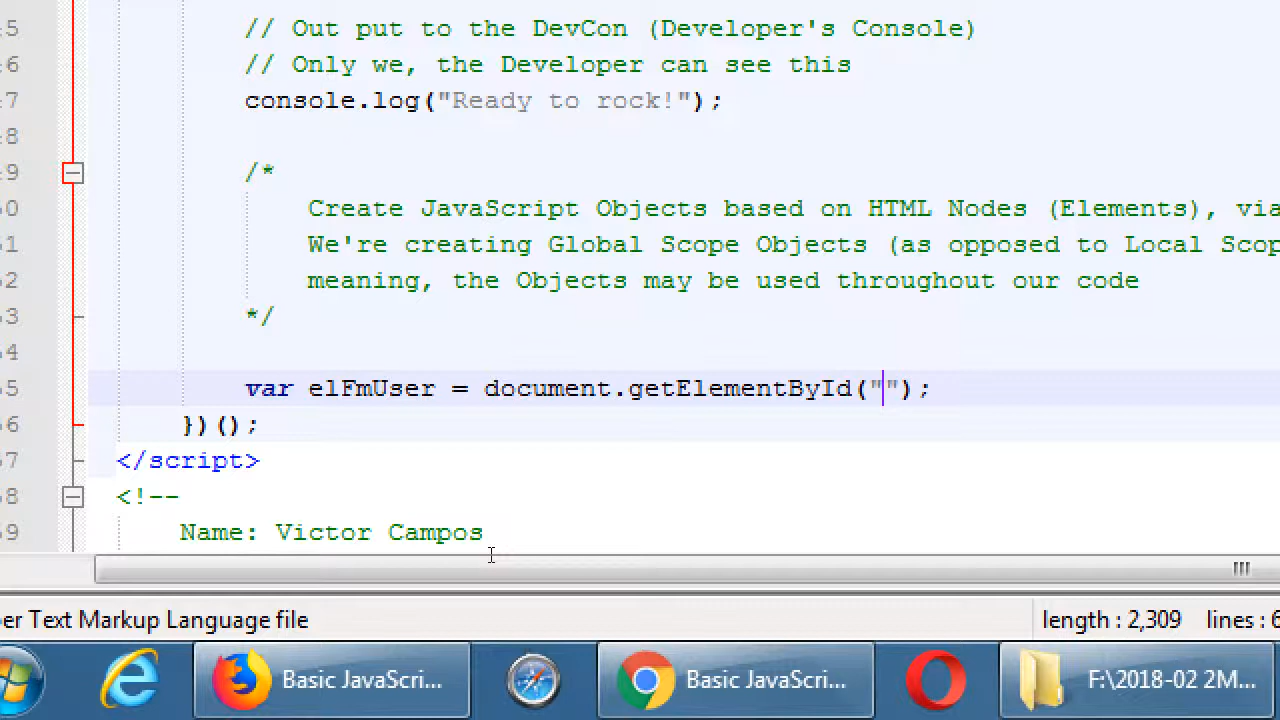 5 // Out put to the DevCon (Developer's Console)
6 // Only we, the Developer can see this
7 console.log("Ready to rock!");
8
9 /*
0 Create JavaScript Objects based on HTML Nodes (Elements), via
1 We're creating Global Scope Objects (as opposed to Local Scop
2 meaning, the Objects may be used throughout our code
3 */
4
5 var elFmUser = document.getElementById("");
6 })();
7 </script>
8 <!--
9 Name: Victor Campos
er Text Markup Language file length : 2,309 lines : 6
Basic JavaScri... Basic JavaScri... F:\2018-02 2M...